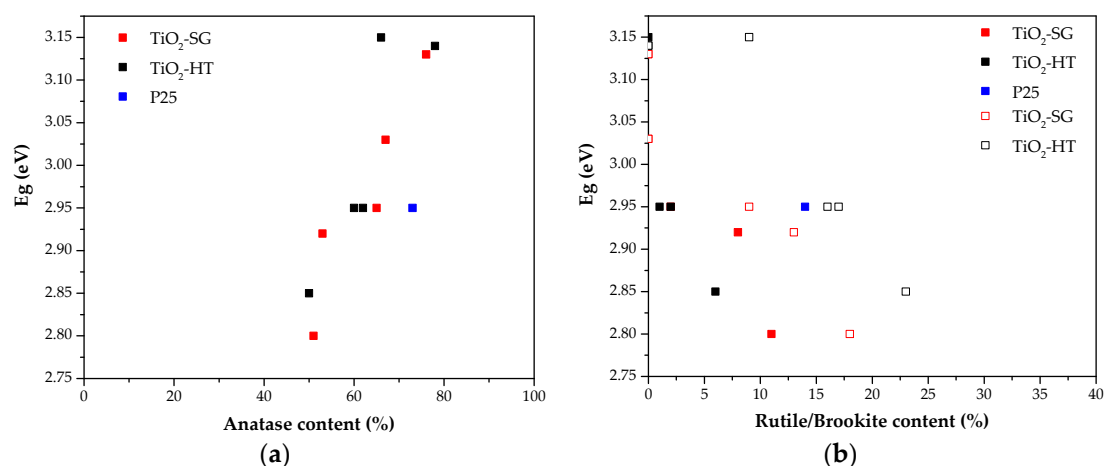 3.15
3.10
3.05
3.00
2.95
2.90
2.85
2.80
2.75
Eg (eV)
TiO2-SG
TiO2-HT
P25
0 20 40 60 80 100
Anatase content (%)
(a)
3.15
3.10
3.05
3.00
2.95
2.90
2.85
2.80
2.75
Eg (eV)
TiO2-SG
TiO2-HT
P25
TiO2-SG
TiO2-HT
0 5 10 15 20 25 30 35 40
Rutile/Brookite content (%)
(b)